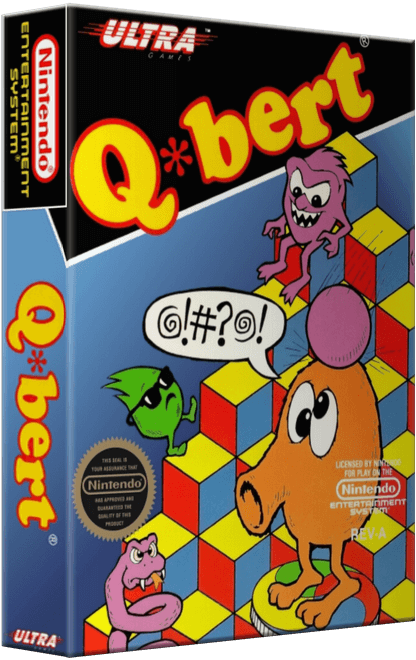 ULTRA™
GAMES
Q*bert®
@!#?@!
THIS SEAL IS
YOUR ASSURANCE THAT
Nintendo®
HAS APPROVED AND
GUARANTEED THE
QUALITY OF THIS
PRODUCT
LICENSED BY NINTENDO
FOR PLAY ON THE
Nintendo
ENTERTAINMENT
SYSTEM®
REV-A
Nintendo®
ENTERTAINMENT
SYSTEM®
Q*bert®
ULTRA